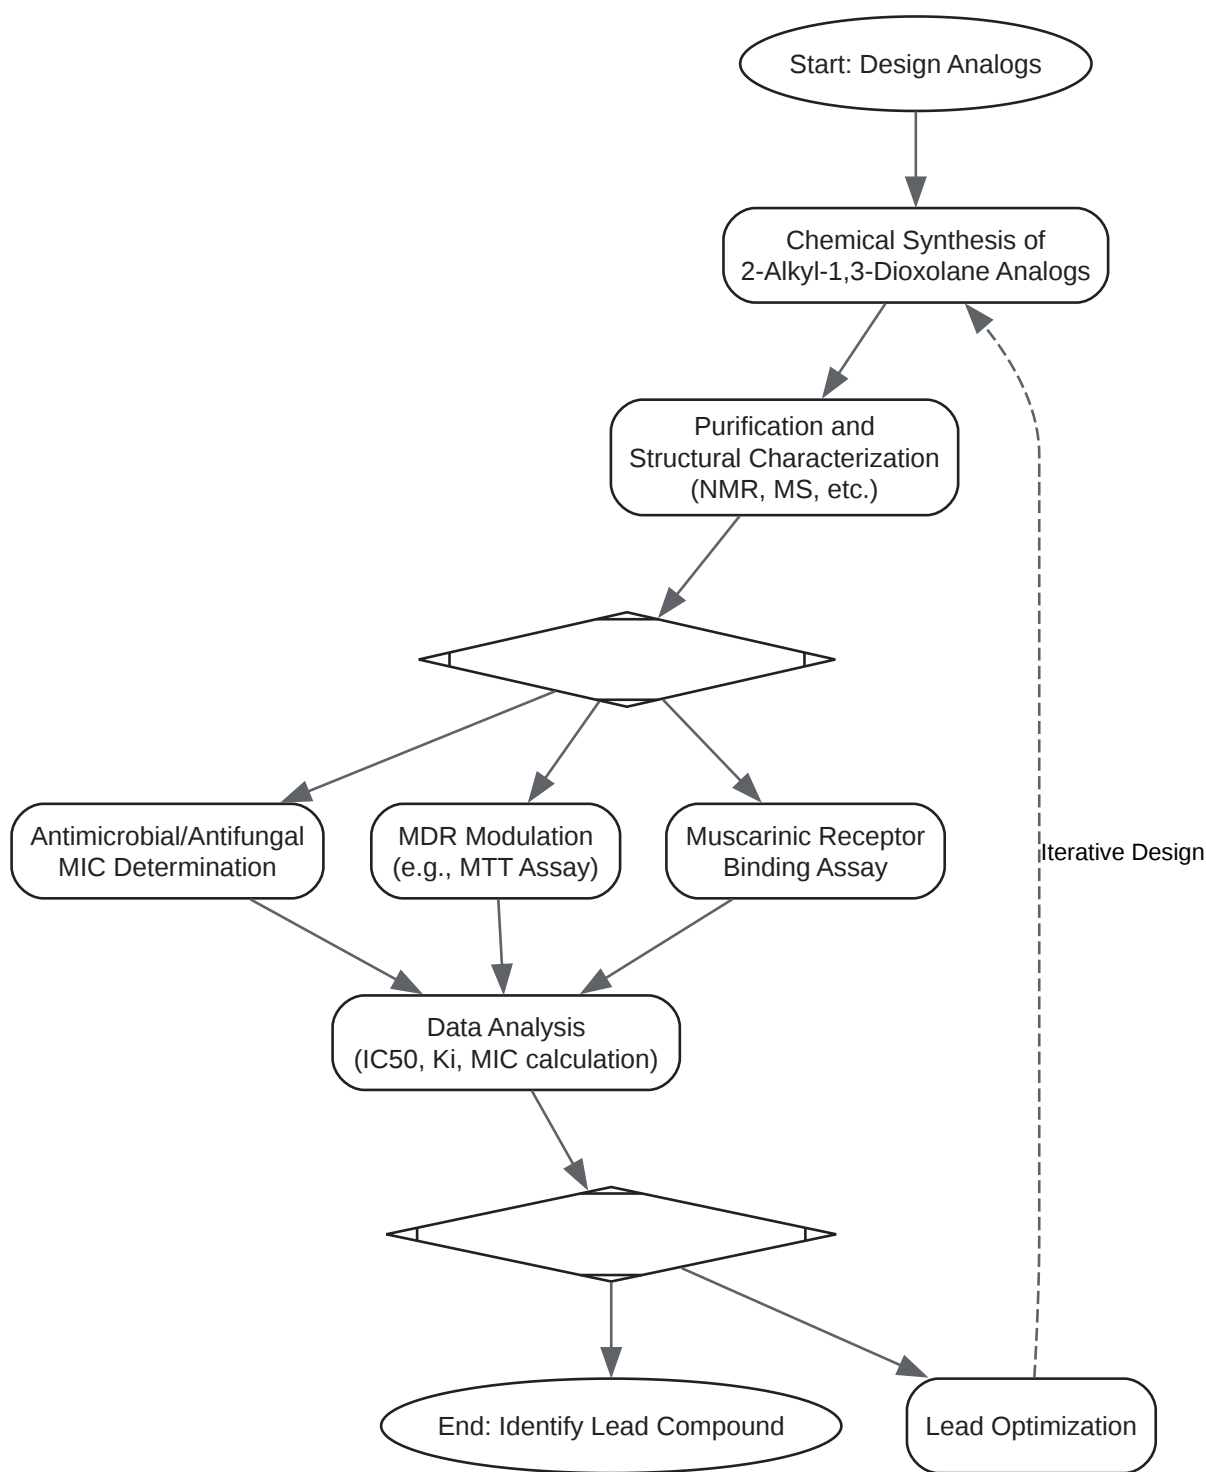 Start: Design Analogs
Chemical Synthesis of
2-Alkyl-1,3-Dioxolane Analogs
Purification and
Structural Characterization
(NMR, MS, etc.)
Antimicrobial/Antifungal
MIC Determination
MDR Modulation
(e.g., MTT Assay)
Muscarinic Receptor
Binding Assay
Iterative Design
Data Analysis
(IC50, Ki, MIC calculation)
End: Identify Lead Compound
Lead Optimization